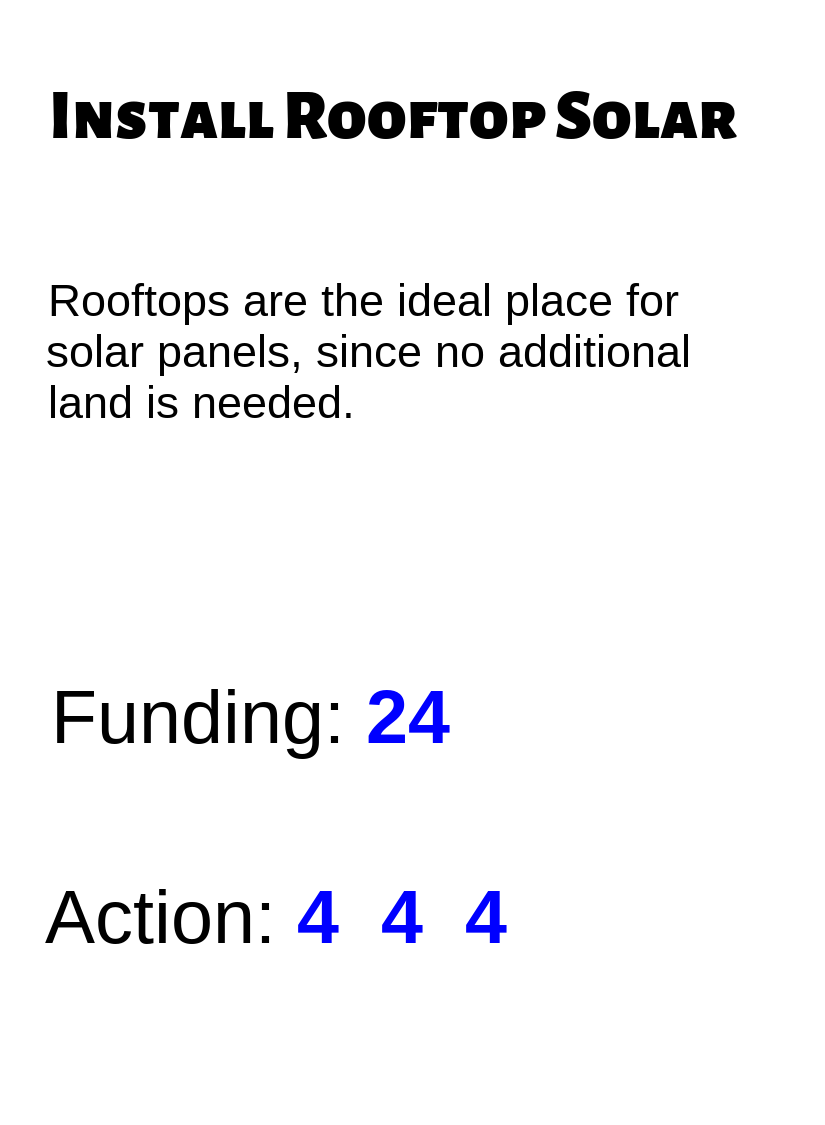 Install Rooftop Solar
Rooftops are the ideal place for
solar panels, since no additional
land is needed.
Funding: 24
Action: 4 4 4